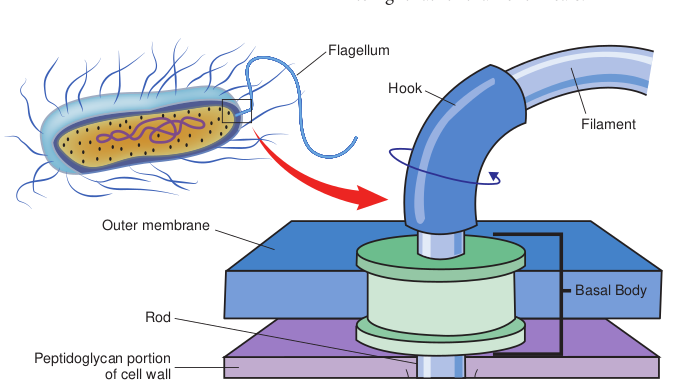 Flagellum
Hook
Filament
Outer membrane
Basal Body
Rod
Peptidoglycan portion
of cell wall